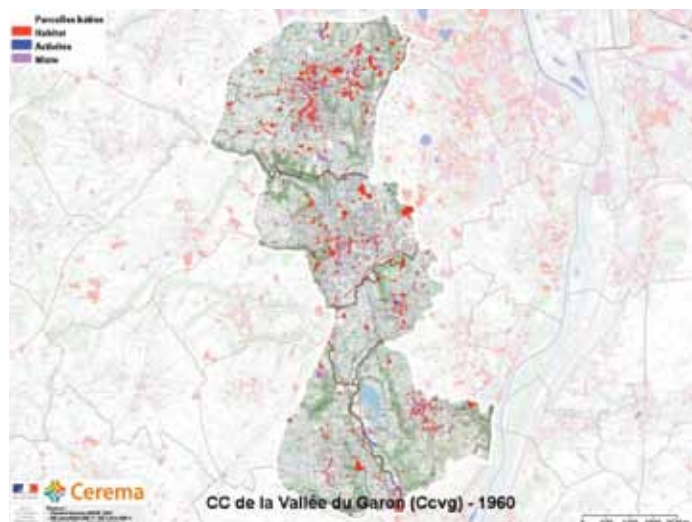 Parcelles bâties
Habitat
Activités
Mixte
Cerema
CC de la Vallée du Garon (Ccvg) - 1960